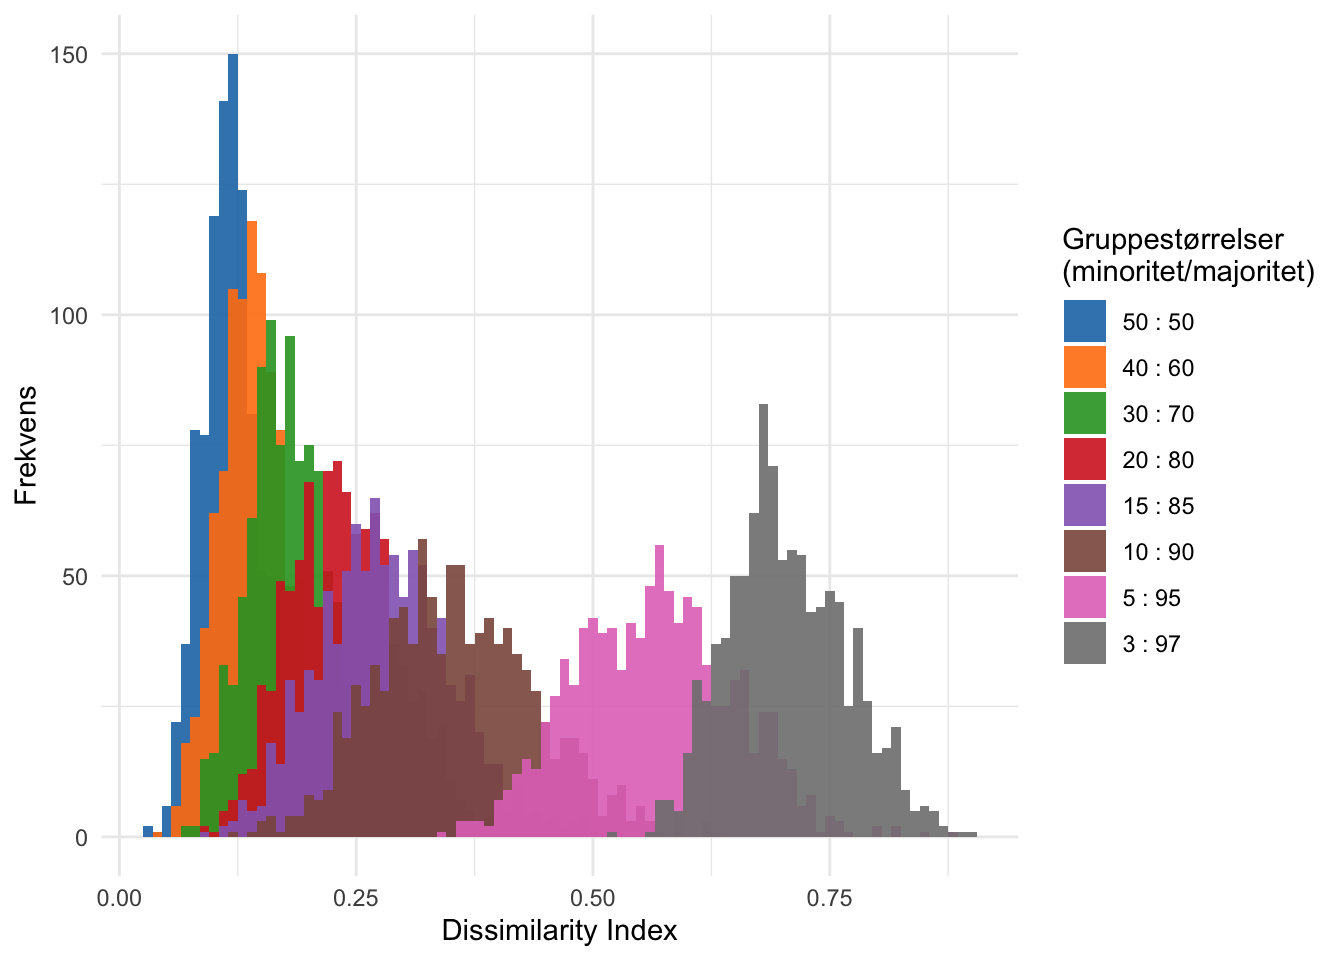 150
100
50
0
Frekvens
0.00
0.25
0.50
0.75
Dissimilarity Index
Gruppestørrelser
(minoritet/majoritet)
50 : 50
40 : 60
30 : 70
20 : 80
15 : 85
10 : 90
5 : 95
3 : 97